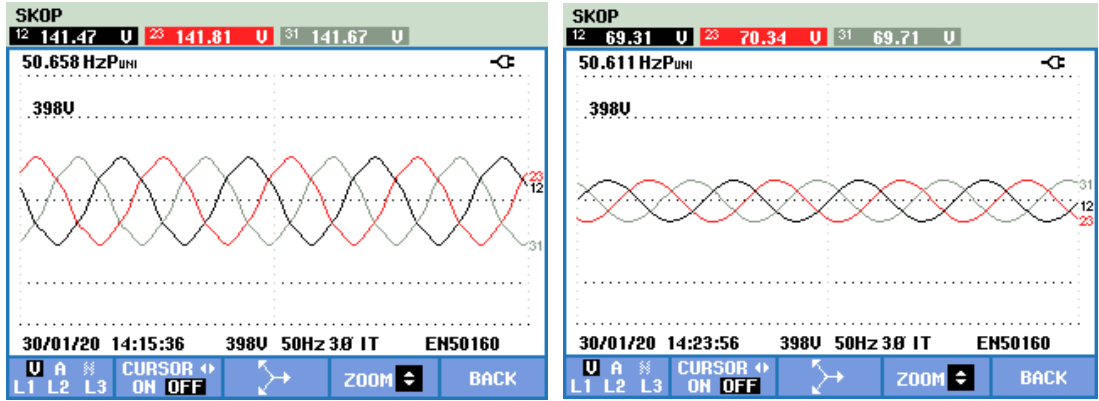 SKOP
12 141.47 V 23 141.81 V 31 141.67 V
50.658 HzPUNI
398V
23
12
31
30/01/20 14:15:36 398V 50Hz 3Ø IT EN50160
V A N
L1 L2 L3
CURSOR
ON OFF
ZOOM
BACK
SKOP
12 69.31 V 23 70.34 V 31 69.71 V
50.611 HzPUNI
398V
31
12
23
30/01/20 14:23:56 398V 50Hz 3Ø IT EN50160
V A N
L1 L2 L3
CURSOR
ON OFF
ZOOM
BACK